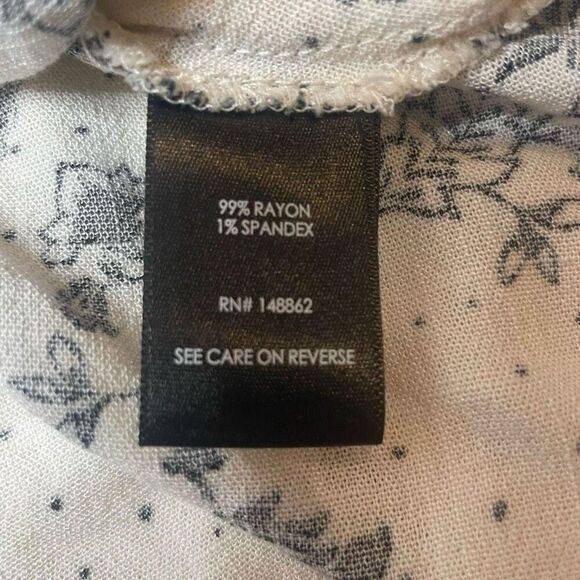 99% RAYON
1% SPANDEX
RN# 148862
SEE CARE ON REVERSE